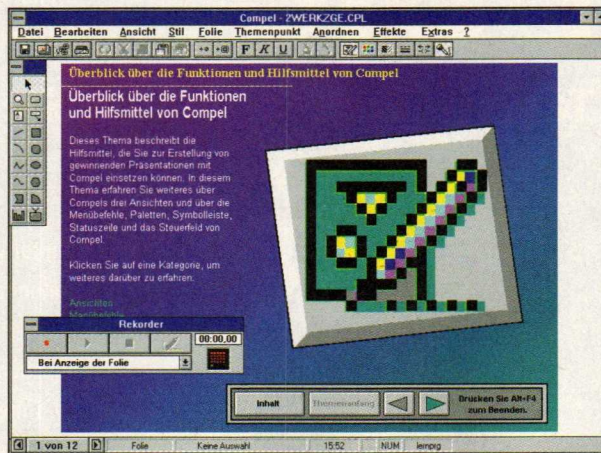 Compel - 2WERKZGE.CPL
Datei Bearbeiten Ansicht Stil Folie Themenpunkt Anordnen Effekte Extras ?
F K U
Überblick über die Funktionen und Hilfsmittel von Compel
Überblick über die Funktionen
und Hilfsmittel von Compel
Dieses Thema beschreibt die
Hilfsmittel, die Sie zur Erstellung von
gewinnenden Präsentationen mit
Compel einsetzen können. In diesem
Thema erfahren Sie weiteres über
Compels drei Ansichten und über die
Menübefehle, Paletten, Symbolleiste,
Statuszeile und das Steuerfeld von
Compel.
Klicken Sie auf eine Kategorie, um
weiteres darüber zu erfahren:
Ansichten
Menübefehle
Rekorder
00:00,00
Bei Anzeige der Folie
Inhalt Themenanfang Drücken Sie Alt+F4
zum Beenden.
1 von 12 Folie Keine Auswahl 15:52 NUM